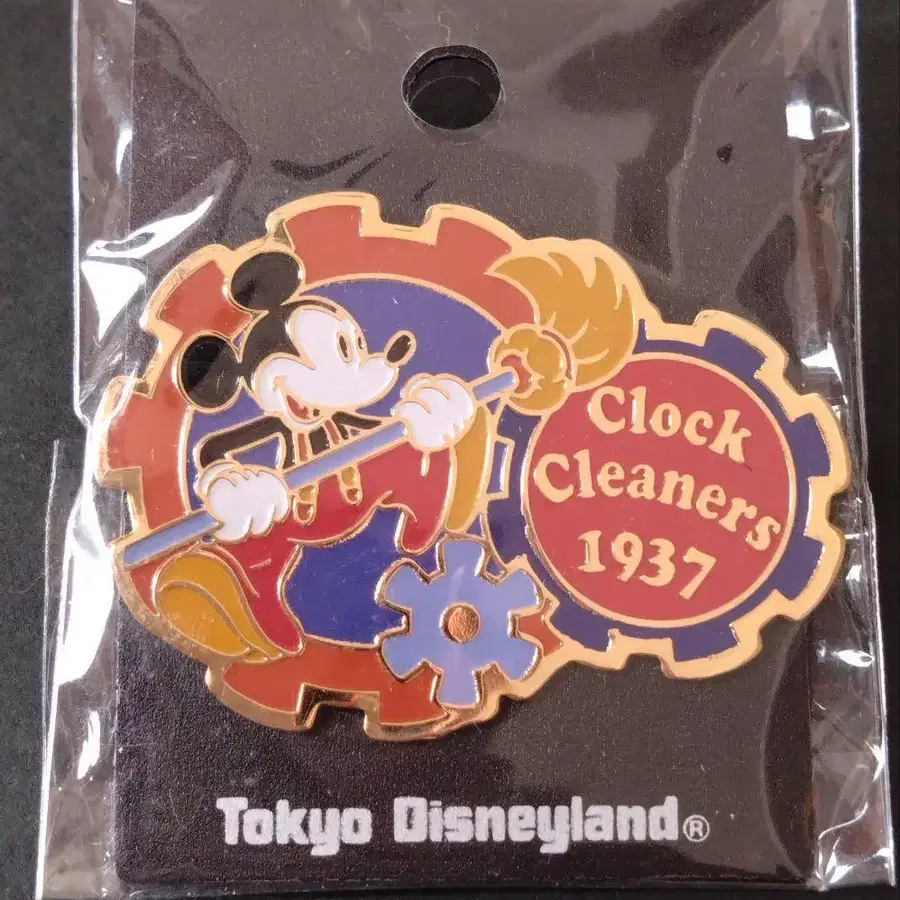 Clock
Cleaners
1937
Tokyo Disneyland®